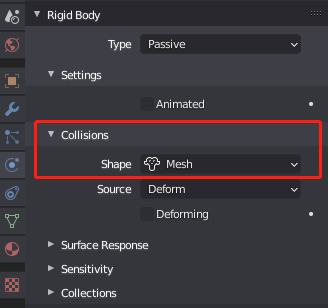 Rigid Body
Type Passive
Settings
Animated
Collisions
Shape Mesh
Source Deform
Deforming
Surface Response
Sensitivity
Collections